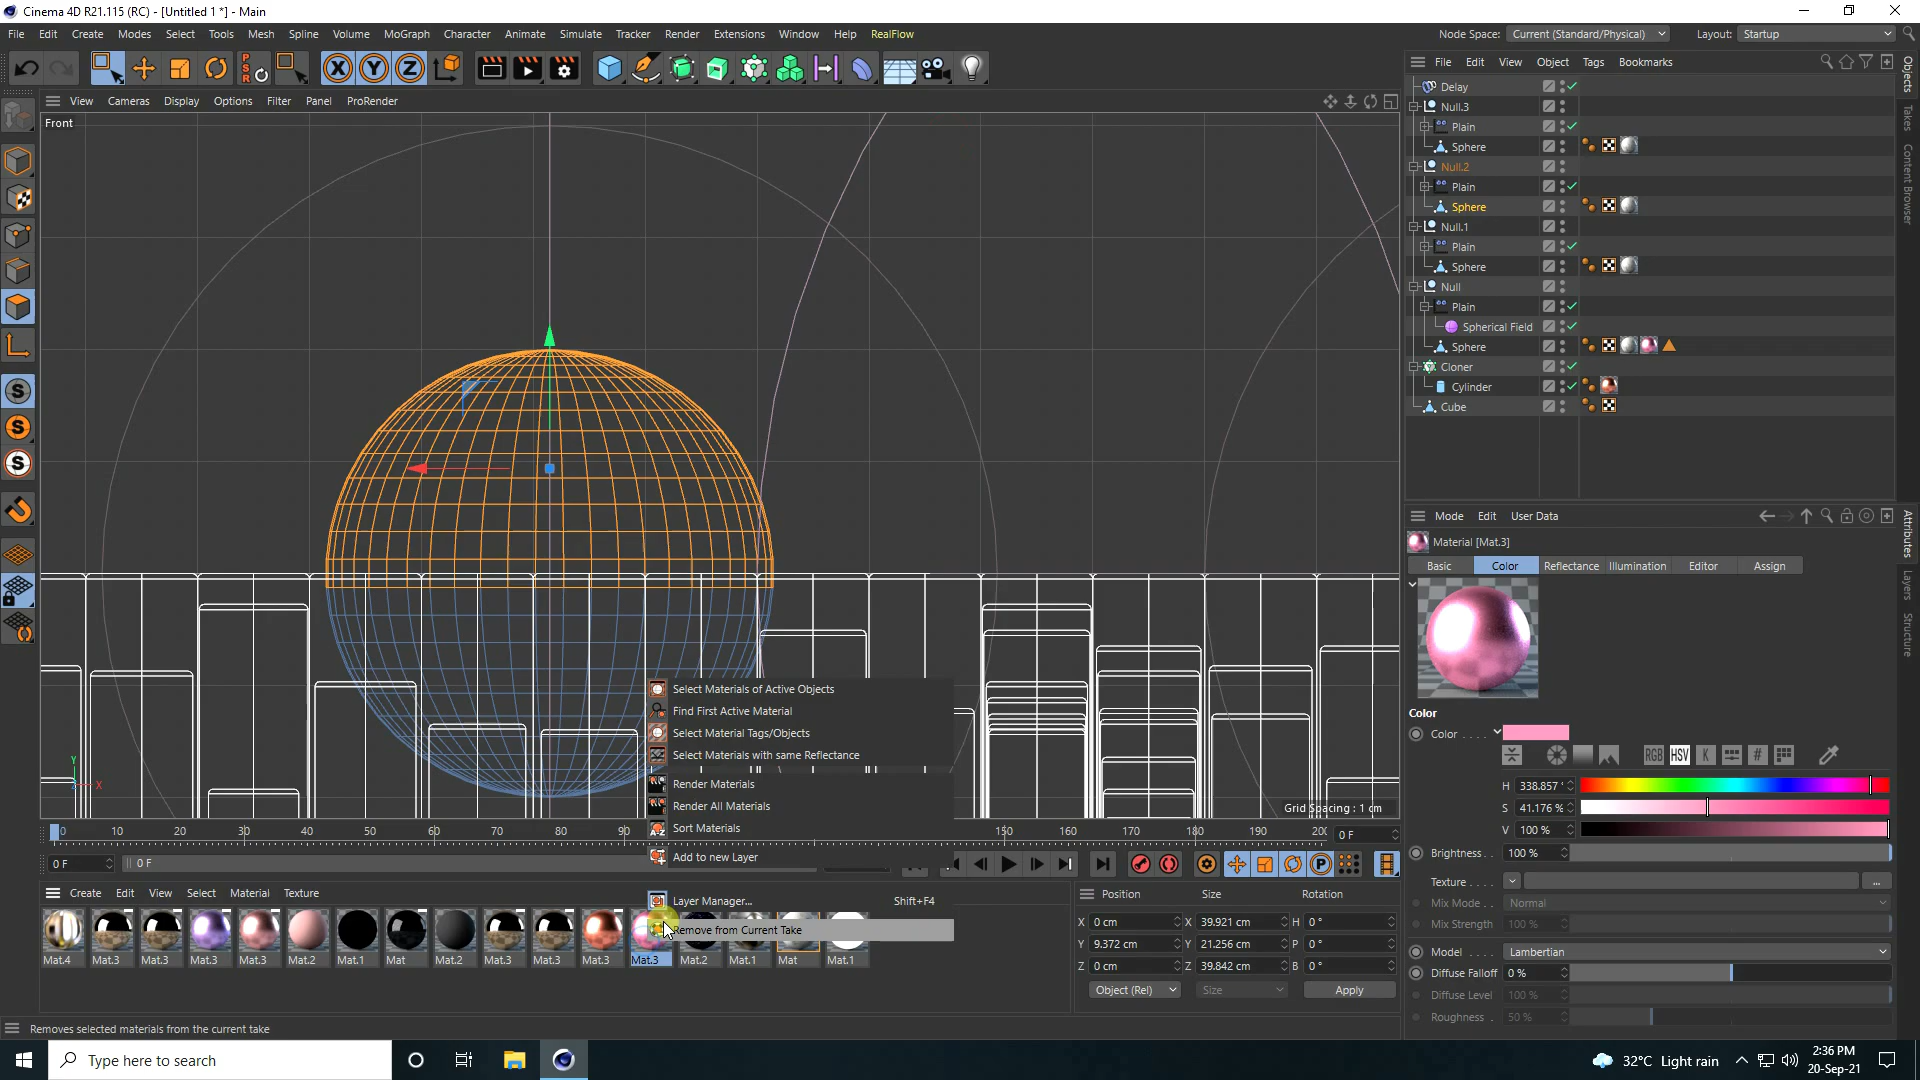 Cinema 4D R21.115 (RC) - [Untitled 1 *] - Main
File Edit Create Modes Select Tools Mesh Spline Volume MoGraph Character Animate Simulate Tracker Render Extensions Window Help RealFlow
Node Space: Current (Standard/Physical) Layout: Startup
PSR X Y Z
View Cameras Display Options Filter Panel ProRender
File Edit View Object Tags Bookmarks
Front
Delay
Null.3
Plain
Sphere
Null.2
Plain
Sphere
Null.1
Plain
Sphere
Null
Plain
Spherical Field
Sphere
Cloner
Cylinder
Cube
Objects
Takes
Content Browser
Attributes
Layers
Structure
Mode Edit User Data
Material [Mat.3]
Basic Color Reflectance Illumination Editor Assign
Color
Color . . . .
RGB HSV K #
H 338.857 °
S 41.176 %
V 100 %
Brightness. . 100 %
Texture . . . . ...
Mix Mode . . Normal
Mix Strength 100 %
Model . . . . Lambertian
Diffuse Falloff 0 %
Diffuse Level 100 %
Roughness . 50 %
Select Materials of Active Objects
Find First Active Material
Select Material Tags/Objects
Select Materials with same Reflectance
Render Materials
Render All Materials
Sort Materials
Add to new Layer
Layer Manager... Shift+F4
Remove from Current Take
Y
X
Grid Spacing : 1 cm
0 10 20 30 40 50 60 70 80 90 150 160 170 180 190 200 0 F
0 F 0 F
Create Edit View Select Material Texture
Mat.4 Mat.3 Mat.3 Mat.3 Mat.3 Mat.2 Mat.1 Mat Mat.2 Mat.3 Mat.3 Mat.3 Mat.3 Mat.2 Mat.1 Mat Mat.1
Position Size Rotation
X 0 cm X 39.921 cm H 0 °
Y 9.372 cm Y 21.256 cm P 0 °
Z 0 cm Z 39.842 cm B 0 °
Object (Rel) Size Apply
Removes selected materials from the current take
Type here to search
32°C Light rain
2:36 PM
20-Sep-21